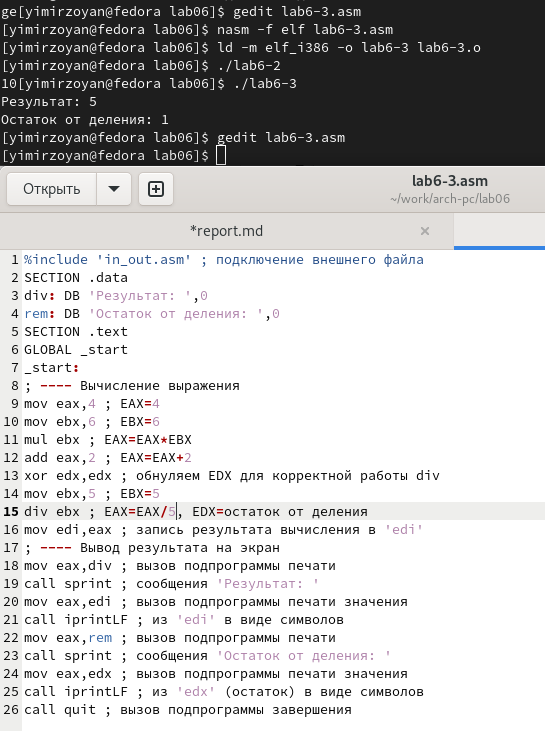 ge[yimirzoyan@fedora lab06]$ gedit lab6-3.asm
[yimirzoyan@fedora lab06]$ nasm -f elf lab6-3.asm
[yimirzoyan@fedora lab06]$ ld -m elf_i386 -o lab6-3 lab6-3.o
[yimirzoyan@fedora lab06]$ ./lab6-2
10[yimirzoyan@fedora lab06]$ ./lab6-3
Результат: 5
Остаток от деления: 1
[yimirzoyan@fedora lab06]$ gedit lab6-3.asm
[yimirzoyan@fedora lab06]$
Открыть
lab6-3.asm
~/work/arch-pc/lab06
*report.md
1 %include 'in_out.asm' ; подключение внешнего файла
2 SECTION .data
3 div: DB 'Результат: ',0
4 rem: DB 'Остаток от деления: ',0
5 SECTION .text
6 GLOBAL _start
7 _start:
8 ; ---- Вычисление выражения
9 mov eax,4 ; EAX=4
10 mov ebx,6 ; EBX=6
11 mul ebx ; EAX=EAX*EBX
12 add eax,2 ; EAX=EAX+2
13 xor edx,edx ; обнуляем EDX для корректной работы div
14 mov ebx,5 ; EBX=5
15 div ebx ; EAX=EAX/5, EDX=остаток от деления
16 mov edi,eax ; запись результата вычисления в 'edi'
17 ; ---- Вывод результата на экран
18 mov eax,div ; вызов подпрограммы печати
19 call sprint ; сообщения 'Результат: '
20 mov eax,edi ; вызов подпрограммы печати значения
21 call iprintLF ; из 'edi' в виде символов
22 mov eax,rem ; вызов подпрограммы печати
23 call sprint ; сообщения 'Остаток от деления: '
24 mov eax,edx ; вызов подпрограммы печати значения
25 call iprintLF ; из 'edx' (остаток) в виде символов
26 call quit ; вызов подпрограммы завершения